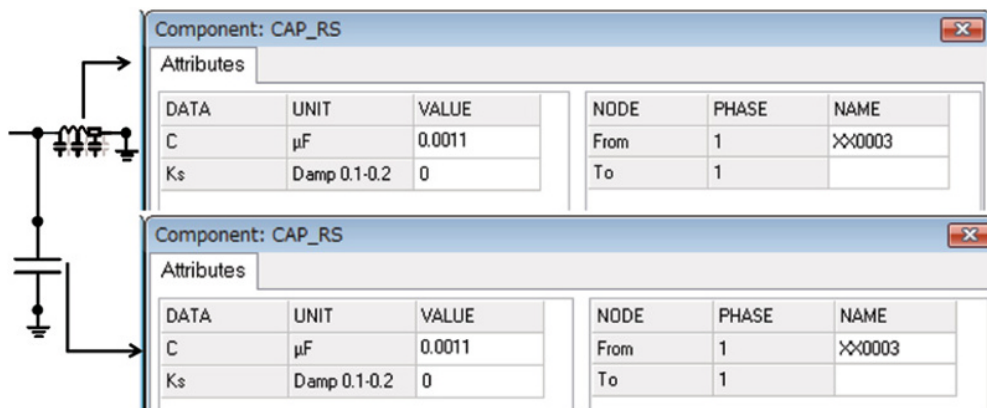 Component: CAP_RS
Attributes
DATA UNIT VALUE NODE PHASE NAME
C µF 0.0011 From 1 XX0003
Ks Damp 0.1-0.2 0 To 1
Component: CAP_RS
Attributes
DATA UNIT VALUE NODE PHASE NAME
C µF 0.0011 From 1 XX0003
Ks Damp 0.1-0.2 0 To 1